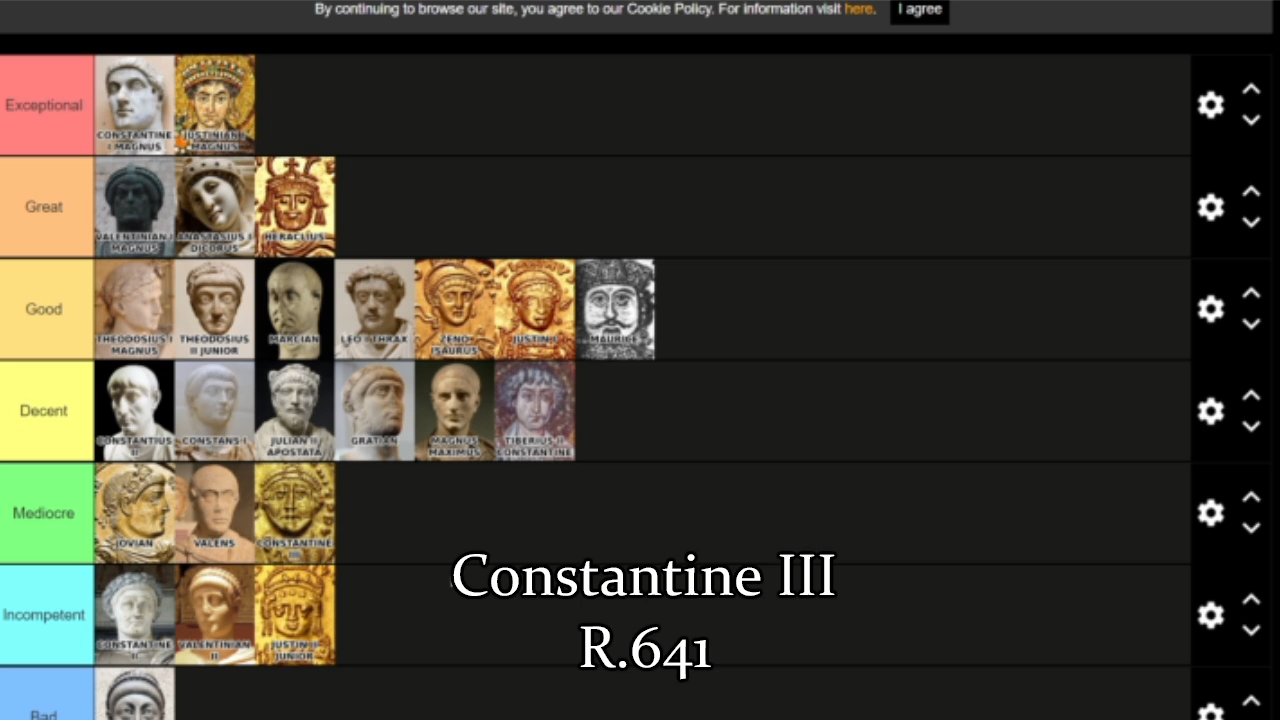 By continuing to browse our site, you agree to our Cookie Policy. For information visit here. I agree
Exceptional
CONSTANTINE I MAGNUS
JUSTINIAN I MAGNUS
Great
VALENTINIAN I MAGNUS
ANASTASIUS I DICORUS
HERACLIUS
Good
THEODOSIUS I MAGNUS
THEODOSIUS II JUNIOR
MARCIAN
LEO I THRAX
ZENO ISAURUS
JUSTIN I
MAURICE
Decent
CONSTANTIUS II
CONSTANS I
JULIAN II APOSTATA
GRATIAN
MAGNUS MAXIMUS
TIBERIUS II CONSTANTINE
Mediocre
JOVIAN
VALENS
CONSTANTINE III
Incompetent
CONSTANTINE II
VALENTINIAN II
JUSTIN II JUNIOR
Bad
Constantine III
R.641